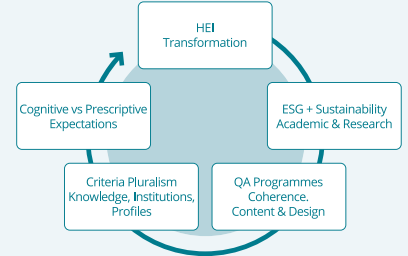 HEI
Transformation
ESG + Sustainability
Academic & Research
QA Programmes
Coherence.
Content & Design
Criteria Pluralism
Knowledge, Institutions,
Profiles
Cognitive vs Prescriptive
Expectations